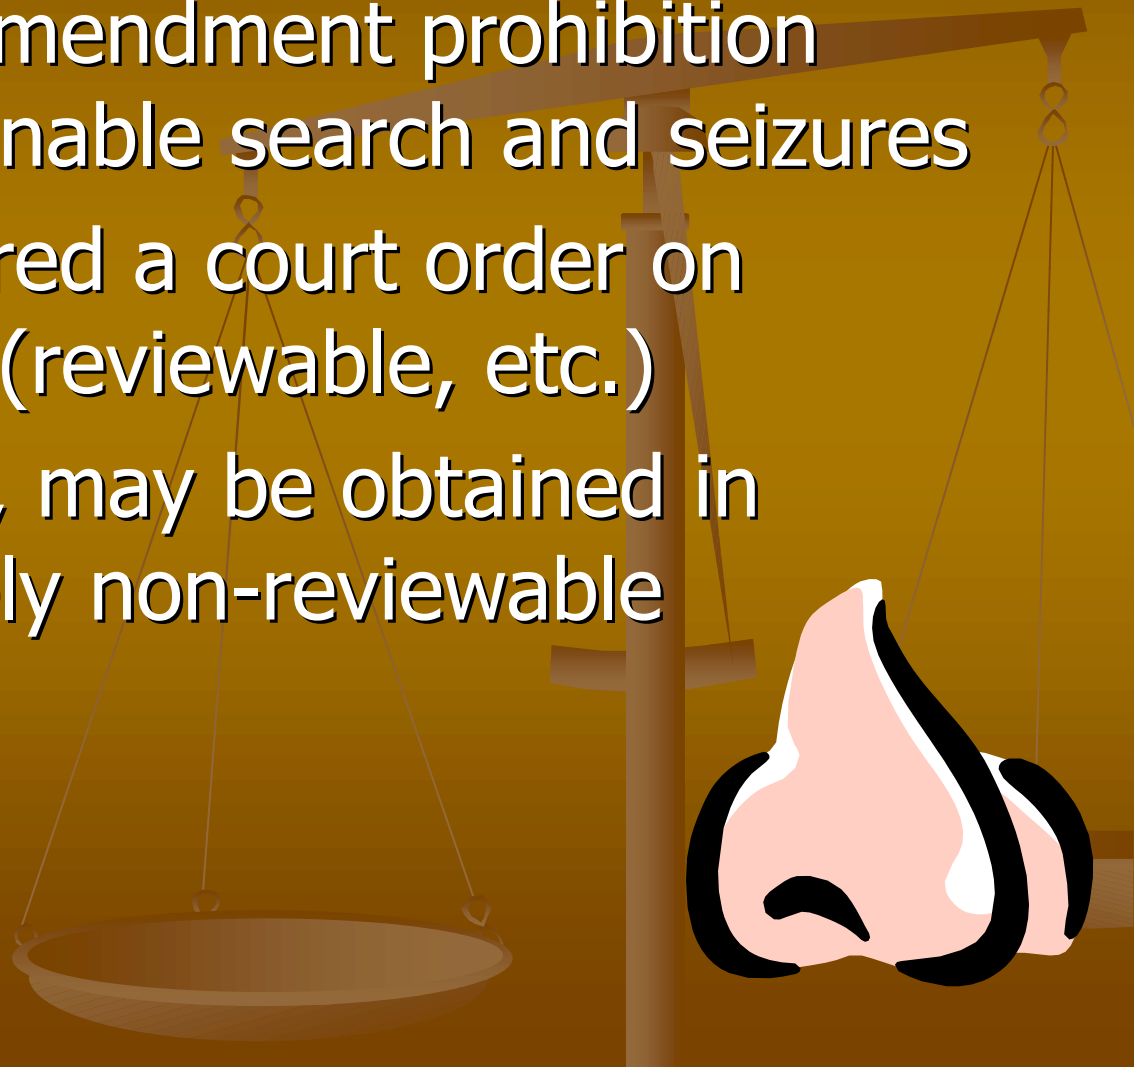 mendment prohibition
nable search and seizures
red a court order on
(reviewable, etc.)
, may be obtained in
ly non-reviewable